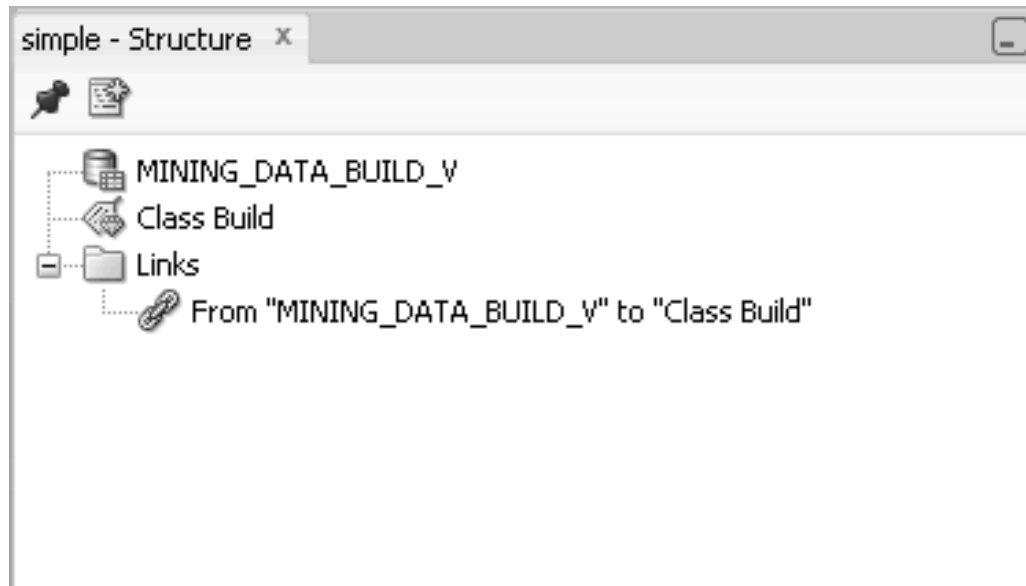 simple - Structure x
MINING_DATA_BUILD_V
Class Build
Links
From "MINING_DATA_BUILD_V" to "Class Build"